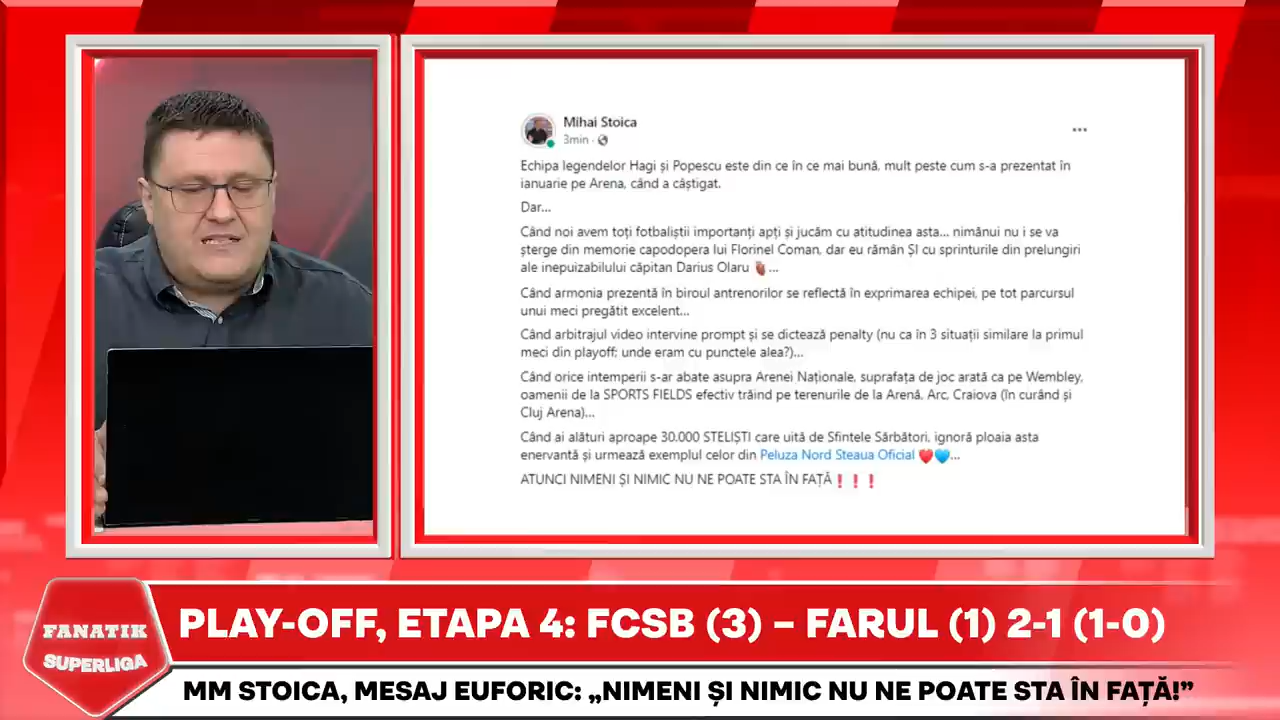 Mihai Stoica
3min
Echipa legendelor Hagi și Popescu este din ce în ce mai bună, mult peste cum s-a prezentat în
ianuarie pe Arena, când a câștigat.
Dar...
Când noi avem toți fotbaliștii importanți apți și jucăm cu atitudinea asta... nimănui nu i se va
șterge din memorie capodopera lui Florinel Coman, dar eu rămân ȘI cu sprinturile din prelungiri
ale inepuizabilului căpitan Darius Olaru 🫀...
Când armonia prezentă în biroul antrenorilor se reflectă în exprimarea echipei, pe tot parcursul
unui meci pregătit excelent...
Când arbitrajul video intervine prompt și se dictează penalty (nu ca în 3 situații similare la primul
meci din playoff; unde eram cu punctele alea?)...
Când orice intemperii s-ar abate asupra Arenei Naționale, suprafața de joc arată ca pe Wembley,
oamenii de la SPORTS FIELDS efectiv trăind pe terenurile de la Arenă, Arc, Craiova (în curând și
Cluj Arena)...
Când ai alături aproape 30.000 STELIȘTI care uită de Sfintele Sărbători, ignoră ploaia asta
enervantă și urmează exemplul celor din Peluza Nord Steaua Oficial ❤️💙...
ATUNCI NIMENI ȘI NIMIC NU NE POATE STA ÎN FAȚĂ❗❗❗
FANATIK
SUPERLIGA
PLAY-OFF, ETAPA 4: FCSB (3) – FARUL (1) 2-1 (1-0)
MM STOICA, MESAJ EUFORIC: „NIMENI ȘI NIMIC NU NE POATE STA ÎN FAȚĂ!”